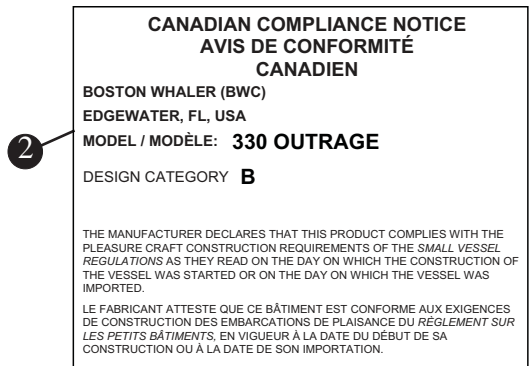 CANADIAN COMPLIANCE NOTICE
AVIS DE CONFORMITÉ
CANADIEN
BOSTON WHALER (BWC)
EDGEWATER, FL, USA
MODEL / MODÈLE: 330 OUTRAGE
2
DESIGN CATEGORY B
THE MANUFACTURER DECLARES THAT THIS PRODUCT COMPLIES WITH THE
PLEASURE CRAFT CONSTRUCTION REQUIREMENTS OF THE SMALL VESSEL
REGULATIONS AS THEY READ ON THE DAY ON WHICH THE CONSTRUCTION OF
THE VESSEL WAS STARTED OR ON THE DAY ON WHICH THE VESSEL WAS
IMPORTED.
LE FABRICANT ATTESTE QUE CE BÂTIMENT EST CONFORME AUX EXIGENCES
DE CONSTRUCTION DES EMBARCATIONS DE PLAISANCE DU RÈGLEMENT SUR
LES PETITS BÂTIMENTS, EN VIGUEUR À LA DATE DU DÉBUT DE SA
CONSTRUCTION OU À LA DATE DE SON IMPORTATION.